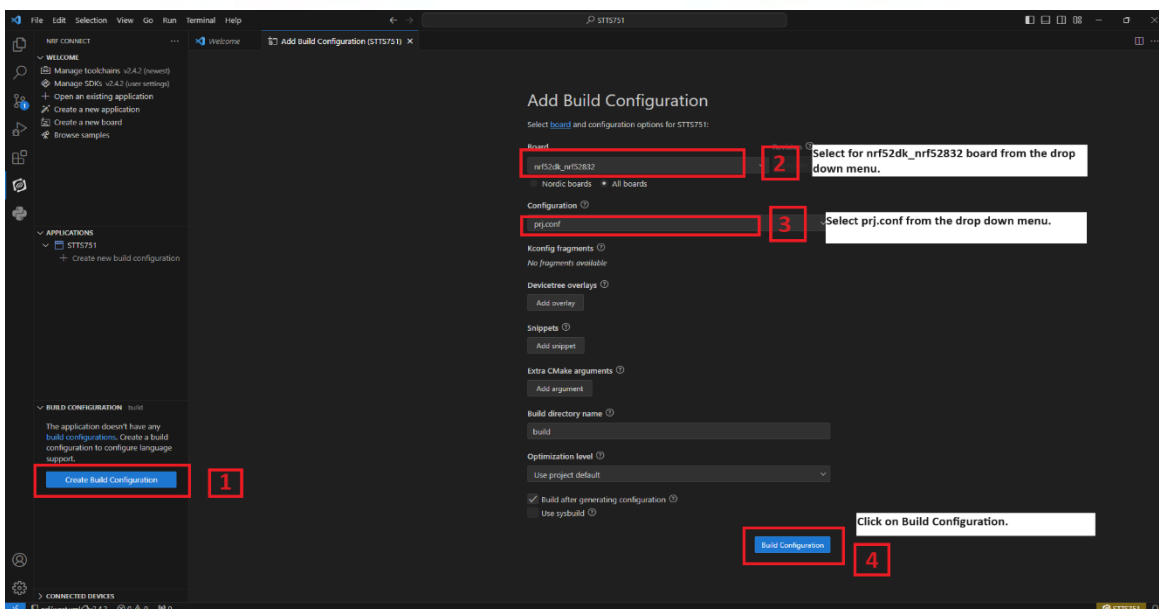 File Edit Selection View Go Run Terminal Help
STTS751
NRF CONNECT
Welcome
Add Build Configuration (STTS751)
WELCOME
Manage toolchains v2.4.2 (newest)
Manage SDKs v2.4.2 (user settings)
Open an existing application
Create a new application
Create a new board
Browse samples
APPLICATIONS
STTS751
Create new build configuration
BUILD CONFIGURATION build
The application doesn't have any
build configurations. Create a build
configuration to configure language
support.
Create Build Configuration
1
CONNECTED DEVICES
Add Build Configuration
Select board and configuration options for STTS751:
Board
nrf52dk_nrf52832
2
Select for nrf52dk_nrf52832 board from the drop
down menu.
Nordic boards All boards
Configuration
prj.conf
3
Select prj.conf from the drop down menu.
Kconfig fragments
No fragments available
Devicetree overlays
Add overlay
Snippets
Add snippet
Extra CMake arguments
Add argument
Build directory name
build
Optimization level
Use project default
Build after generating configuration
Use sysbuild
Click on Build Configuration.
Build Configuration
4
STTS751